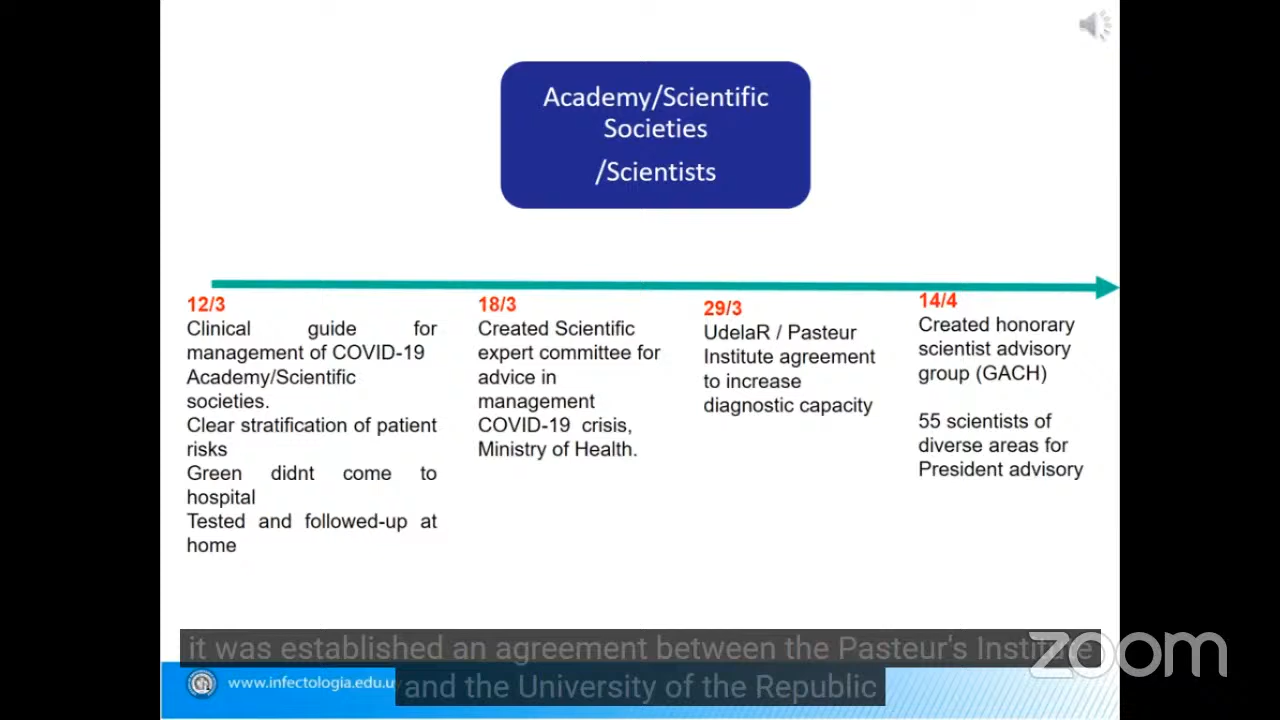 Academy/Scientific
Societies
/Scientists
12/3
Clinical guide for
management of COVID-19
Academy/Scientific
societies.
Clear stratification of patient
risks
Green didnt come to
hospital
Tested and followed-up at
home
18/3
Created Scientific
expert committee for
advice in
management
COVID-19 crisis,
Ministry of Health.
29/3
UdelaR / Pasteur
Institute agreement
to increase
diagnostic capacity
14/4
Created honorary
scientist advisory
group (GACH)
55 scientists of
diverse areas for
President advisory
it was established an agreement between the Pasteur's Institute
and the University of the Republic
www.infectologia.edu.u
zoom